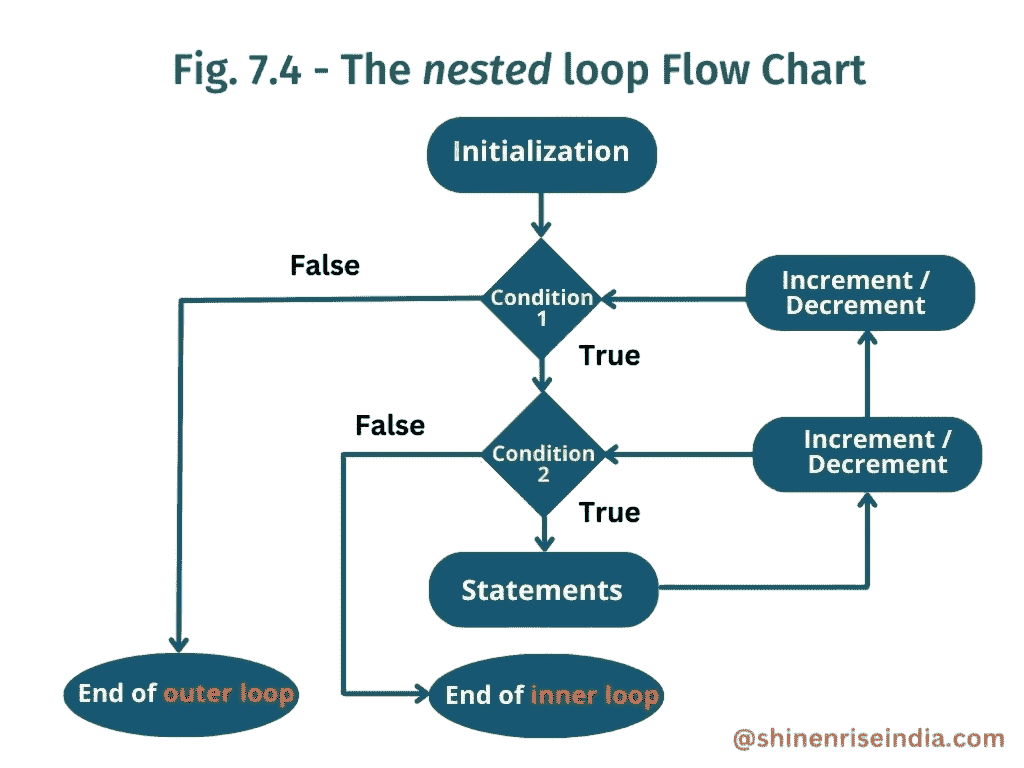 Fig. 7.4 - The nested loop Flow Chart
Initialization
False
Condition
1
Increment /
Decrement
True
False
Condition
2
Increment /
Decrement
True
Statements
End of outer loop
End of inner loop
@shinenriseindia.com